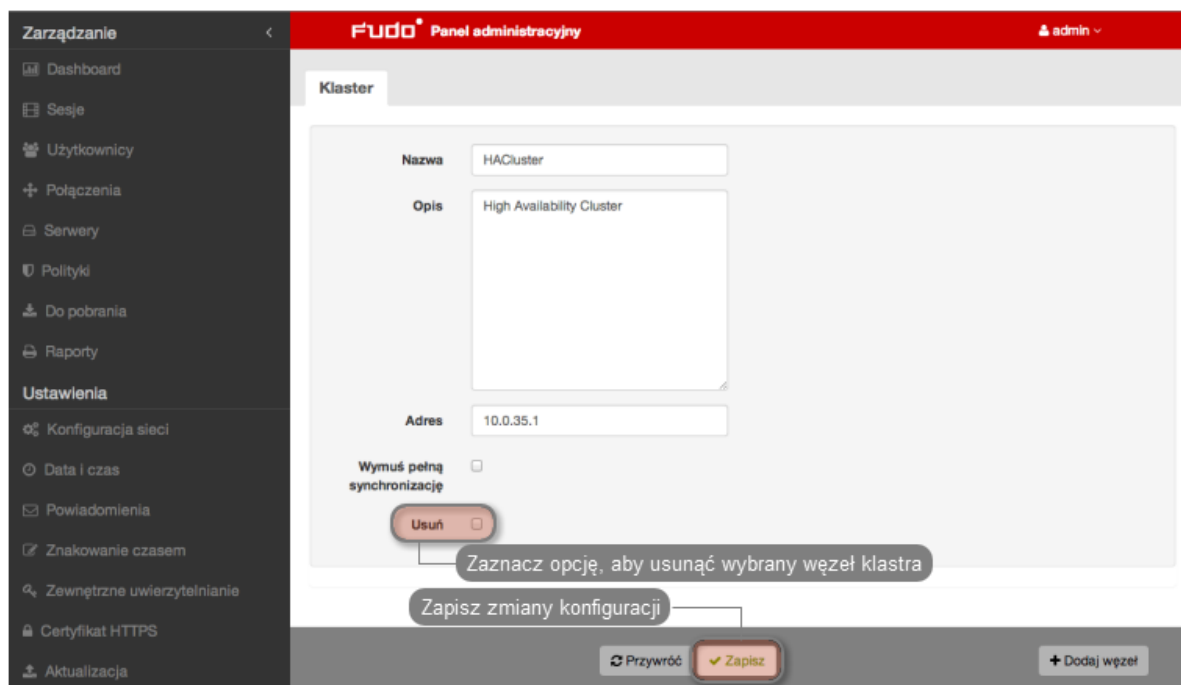 Zarządzanie
FUDO Panel administracyjny
admin
Dashboard
Sesje
Użytkownicy
Połączenia
Serwery
Polityki
Do pobrania
Raporty
Ustawienia
Konfiguracja sieci
Data i czas
Powiadomienia
Znakowanie czasem
Zewnętrzne uwierzytelnianie
Certyfikat HTTPS
Aktualizacja
Klaster
Nazwa HACluster
Opis High Availability Cluster
Adres 10.0.35.1
Wymuś pełną
synchronizację
Usuń
Zaznacz opcję, aby usunąć wybrany węzeł klastra
Zapisz zmiany konfiguracji
Przywróć
Zapisz
Dodaj węzeł